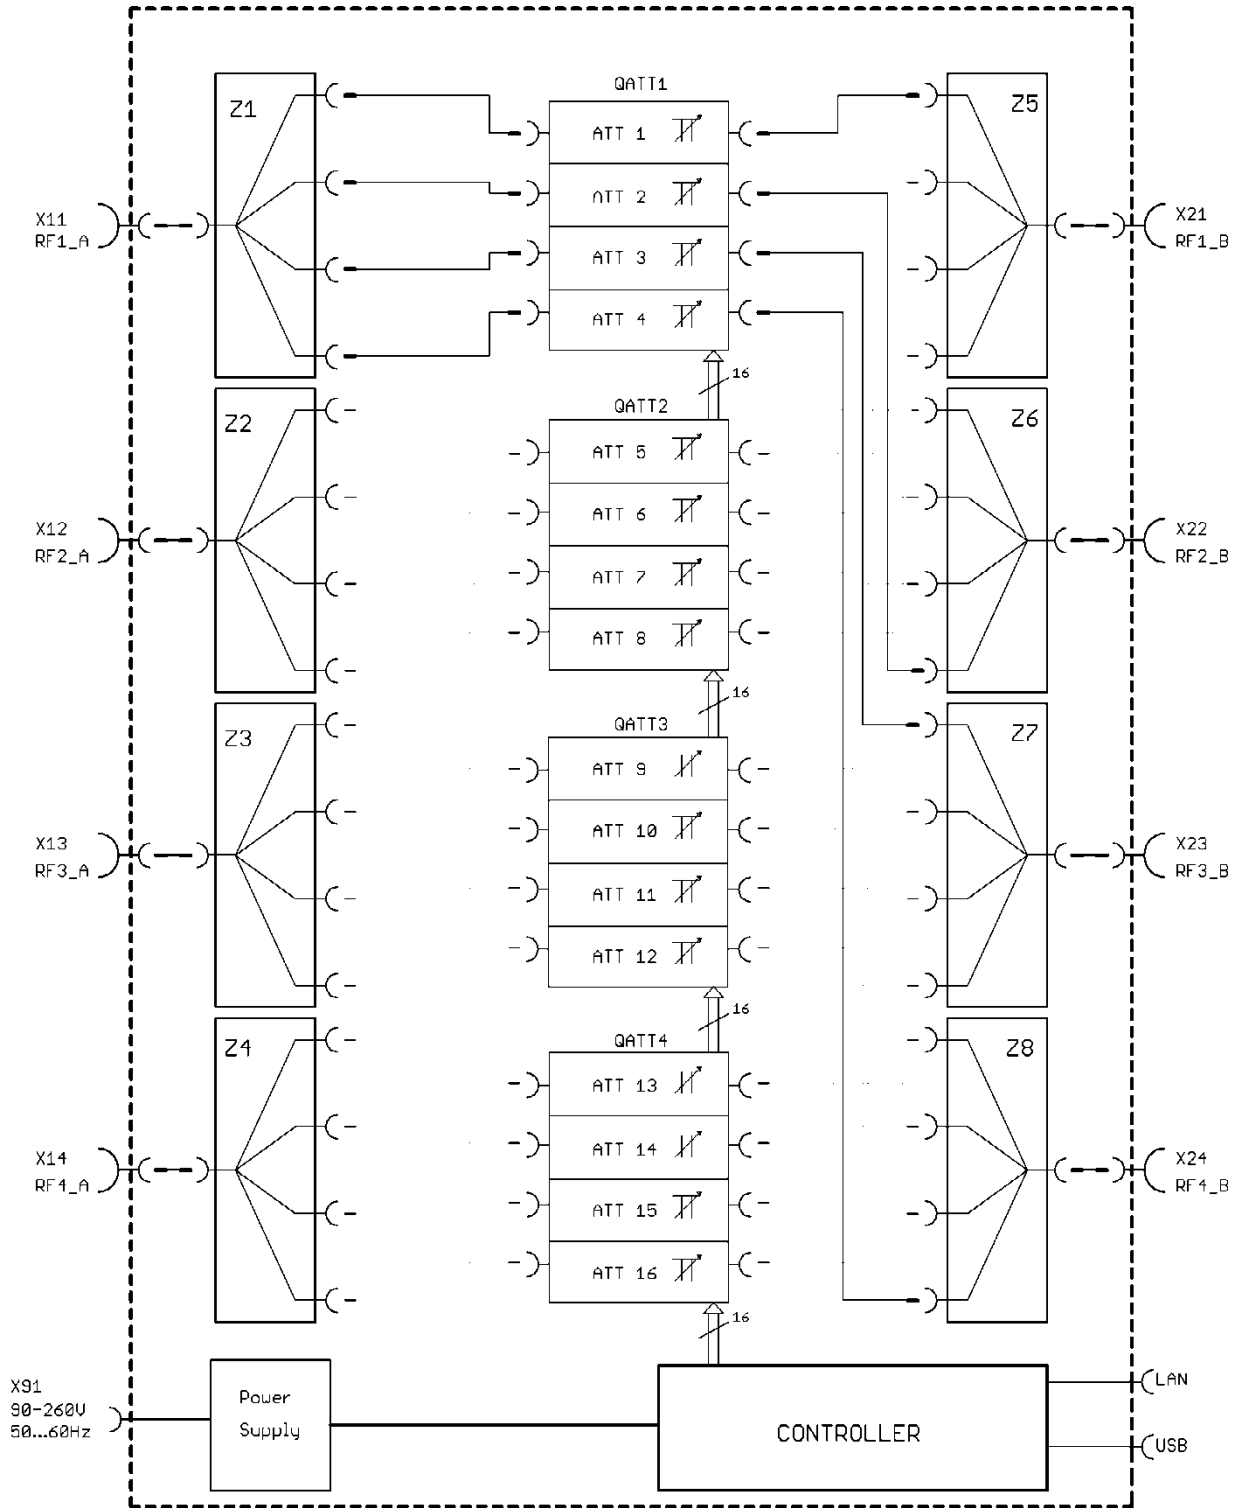 QATT1
Z1
ATT 1
Z5
ATT 2
X11
RF1_A
ATT 3
X21
RF1_B
ATT 4
16
QATT2
Z2
Z6
ATT 5
ATT 6
X12
RF2_A
X22
RF2_B
ATT 7
ATT 8
16
QATT3
Z3
Z7
ATT 9
ATT 10
X13
RF3_A
X23
RF3_B
ATT 11
ATT 12
16
QATT4
Z4
Z8
ATT 13
ATT 14
X14
RF4_A
X24
RF4_B
ATT 15
ATT 16
16
X91
90-260V
50...60Hz
Power
Supply
CONTROLLER
LAN
USB